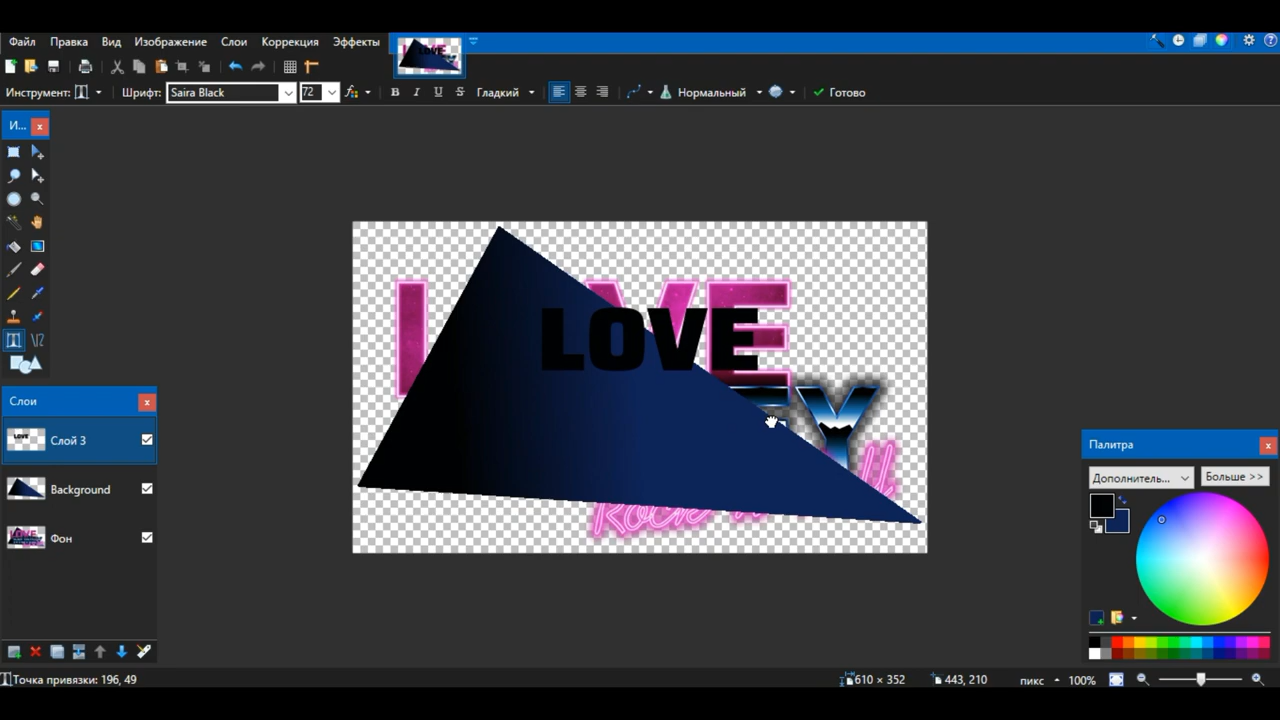 Файл Правка Вид Изображение Слои Коррекция Эффекты
Инструмент: Шрифт: Saira Black 72 B I U S Гладкий Нормальный Готово
И...
LOVE
LOVE
Слои
Слой 3
Background
Фон
Палитра
Дополнитель... Больше >>
Точка привязки: 196, 49 610 × 352 443, 210 пикс 100%